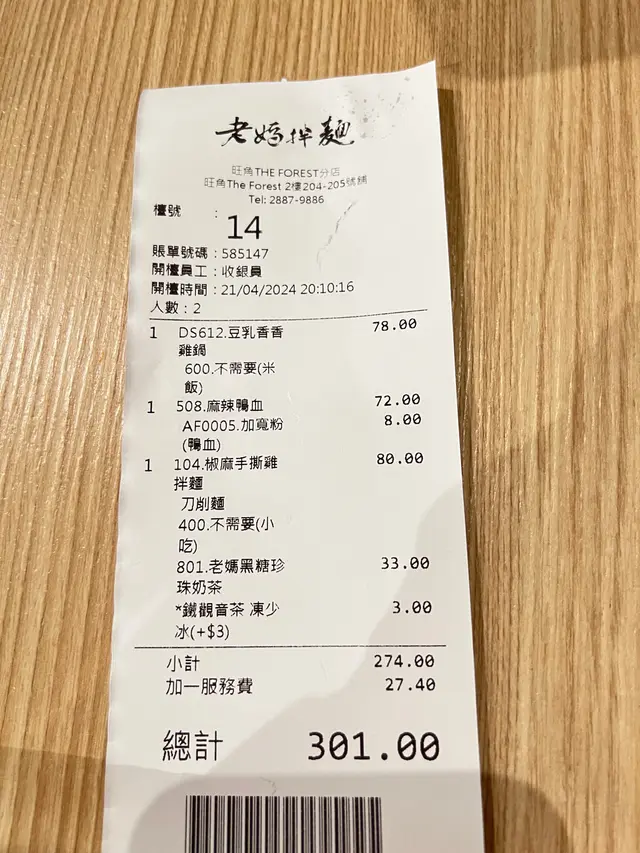 老媽拌麵
旺角THE FOREST分店
旺角The Forest 2樓204-205號舖
Tel: 2887-9886
檯號 : 14
賬單號碼 : 585147
開檯員工 : 收銀員
開檯時間 : 21/04/2024 20:10:16
人數 : 2
1 DS612.豆乳香香 78.00
雞鍋
600.不需要(米
飯)
1 508.麻辣鴨血 72.00
AF0005.加寬粉 8.00
(鴨血)
1 104.椒麻手撕雞 80.00
拌麵
刀削麵
400.不需要(小
吃)
801.老媽黑糖珍 33.00
珠奶茶
*鐵觀音茶 凍少 3.00
冰(+$3)
小計 274.00
加一服務費 27.40
總計 301.00